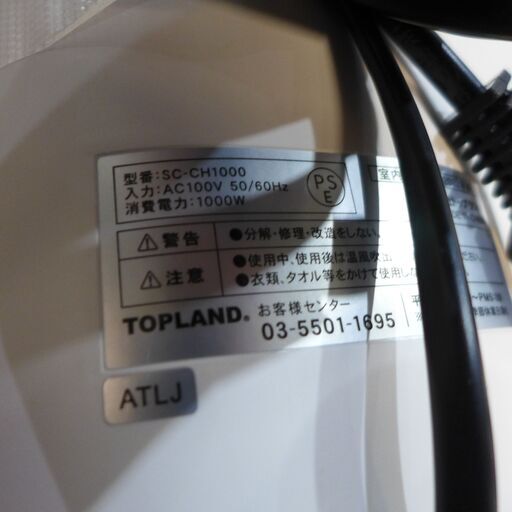 型番:SC-CH1000
入力:AC100V 50/60Hz
消費電力:1000W
PS
E
室内
警告
●分解・修理・改造をしない。
注意
●使用中、使用後は温風吹出
●衣類、タオル等をかけて使用し
TOPLAND® お客様センター
03-5501-1695
ATLJ